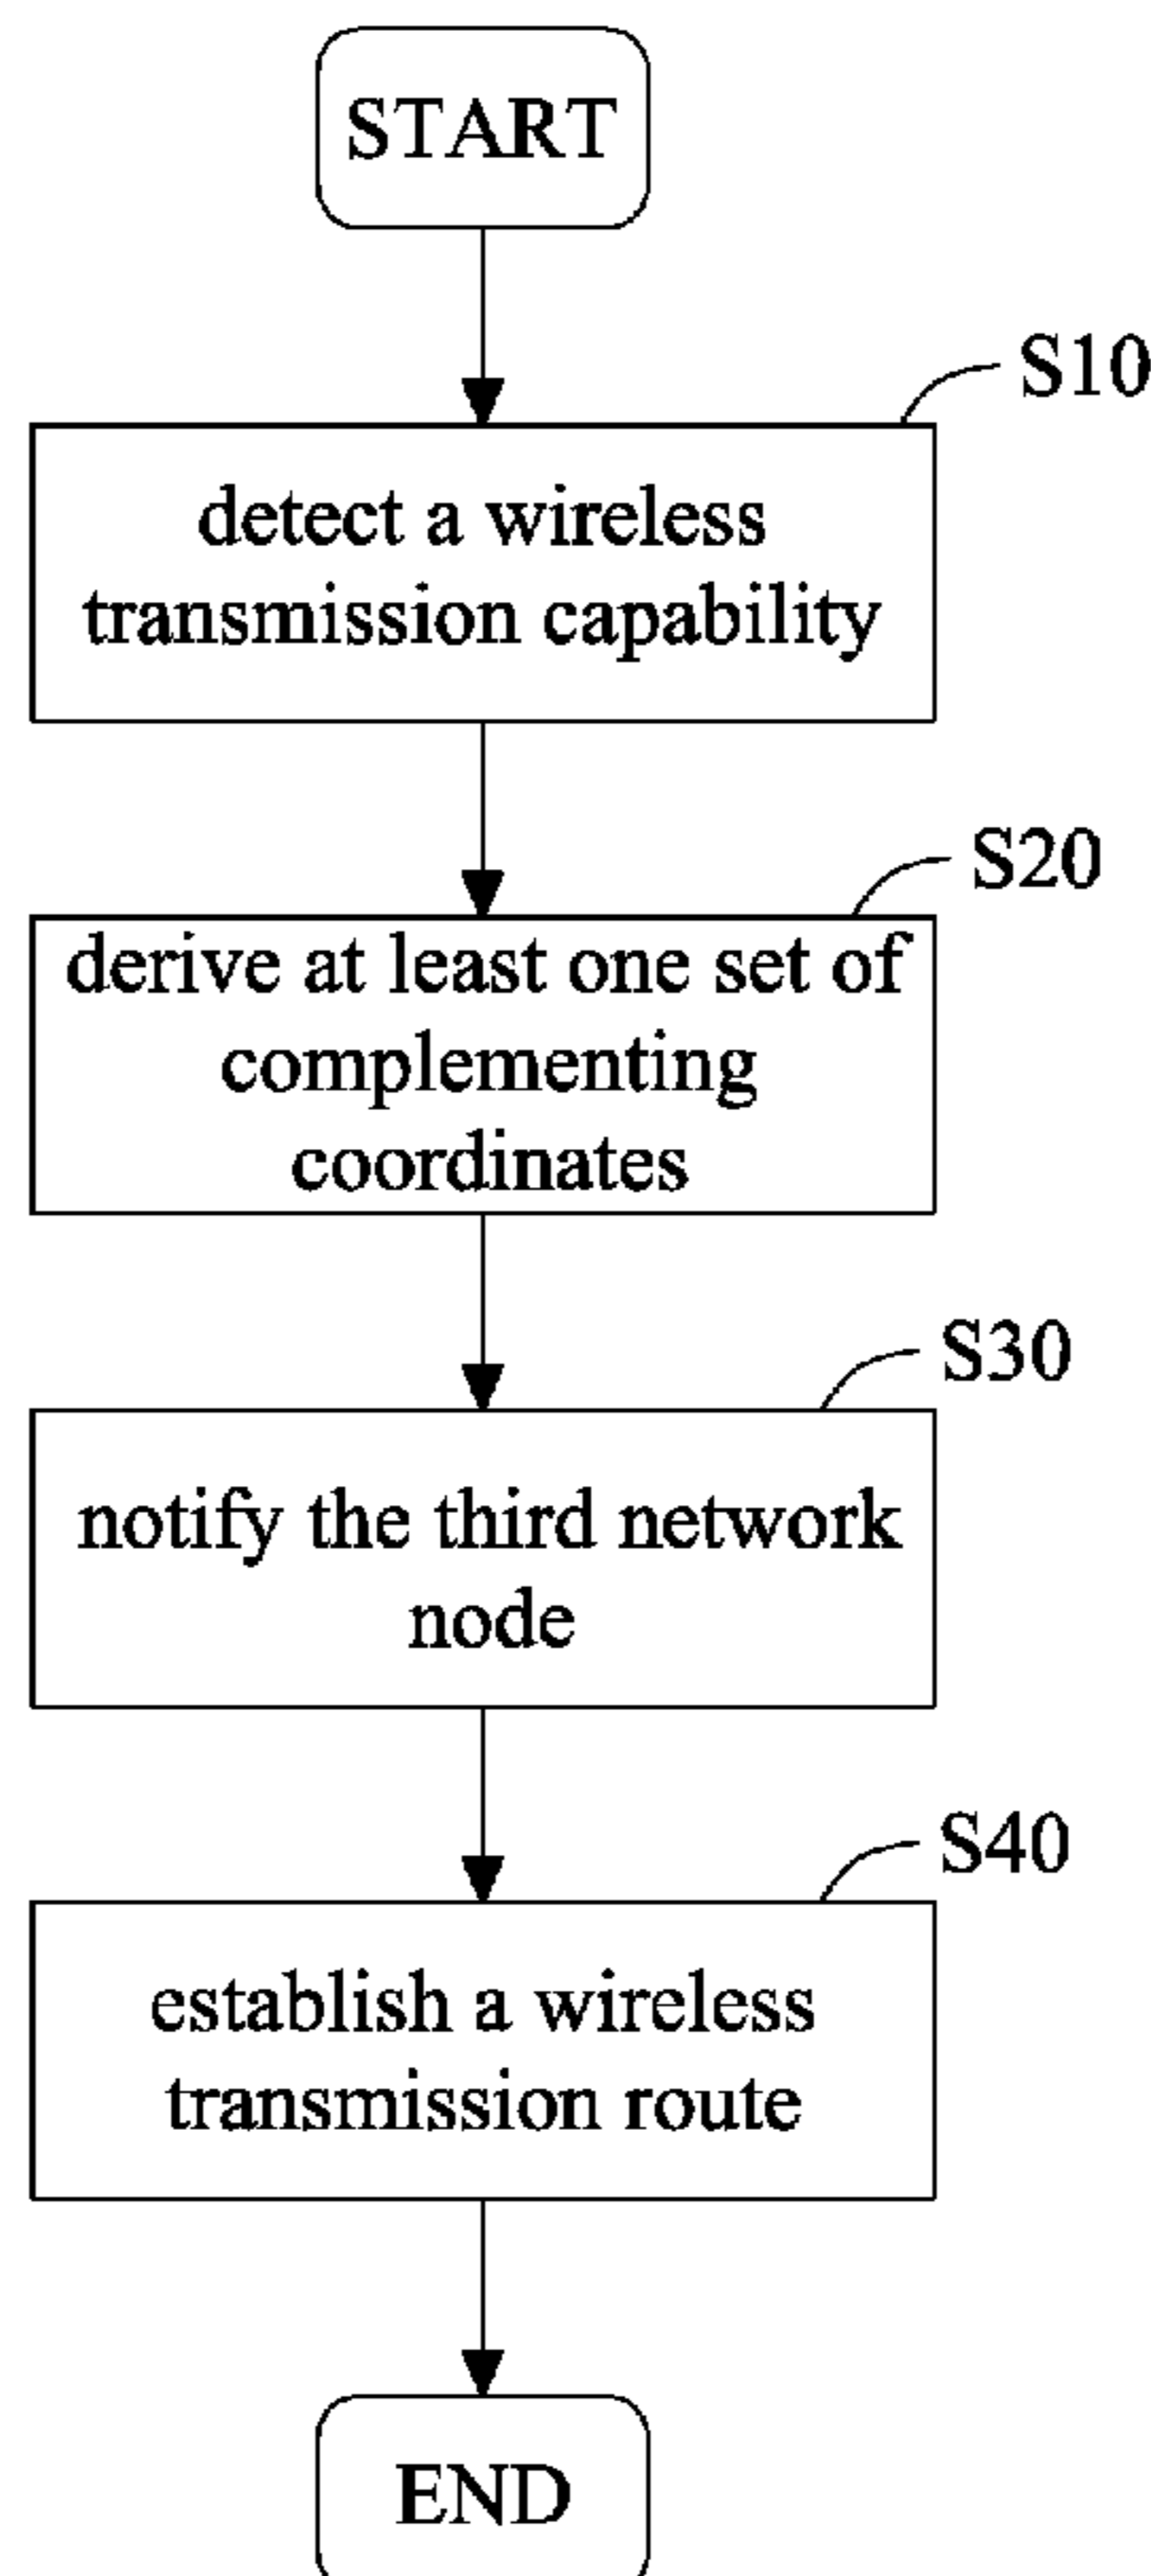 START
S10
detect a wireless
transmission capability
S20
derive at least one set of
complementing
coordinates
S30
notify the third network
node
S40
establish a wireless
transmission route
END